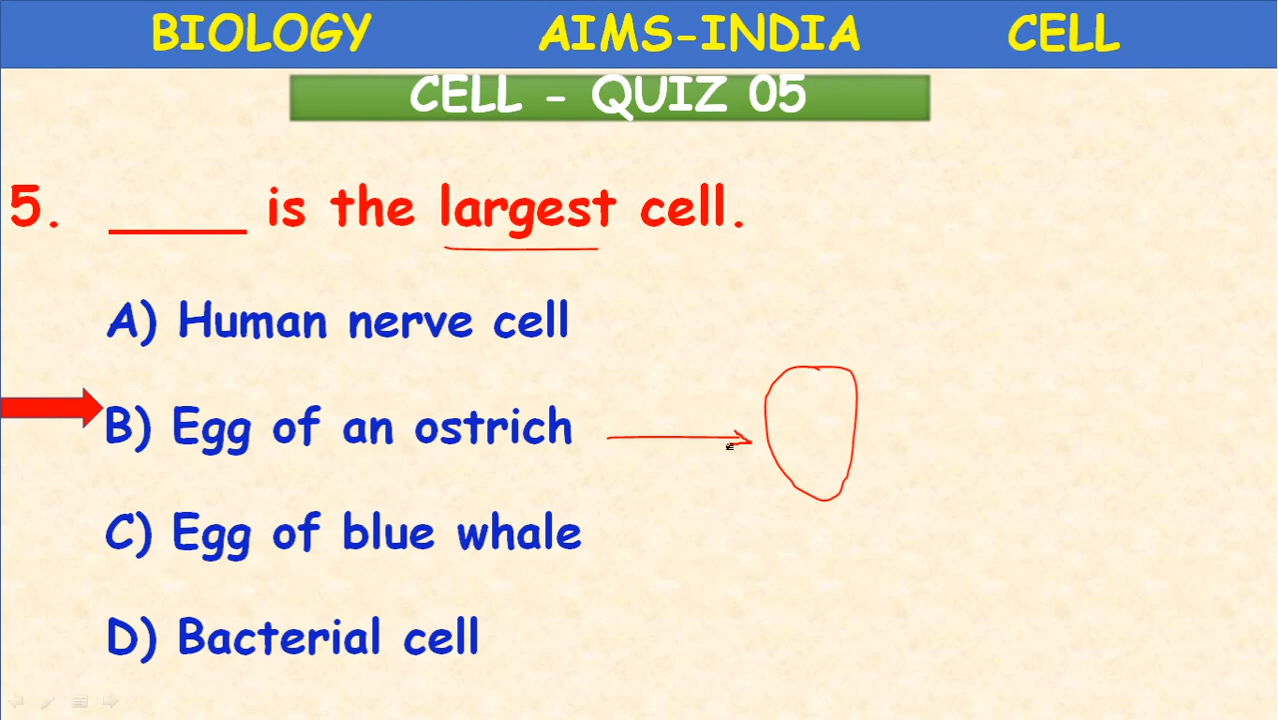 BIOLOGY AIMS-INDIA CELL
CELL - QUIZ 05
5. _____ is the largest cell.
A) Human nerve cell
B) Egg of an ostrich
C) Egg of blue whale
D) Bacterial cell